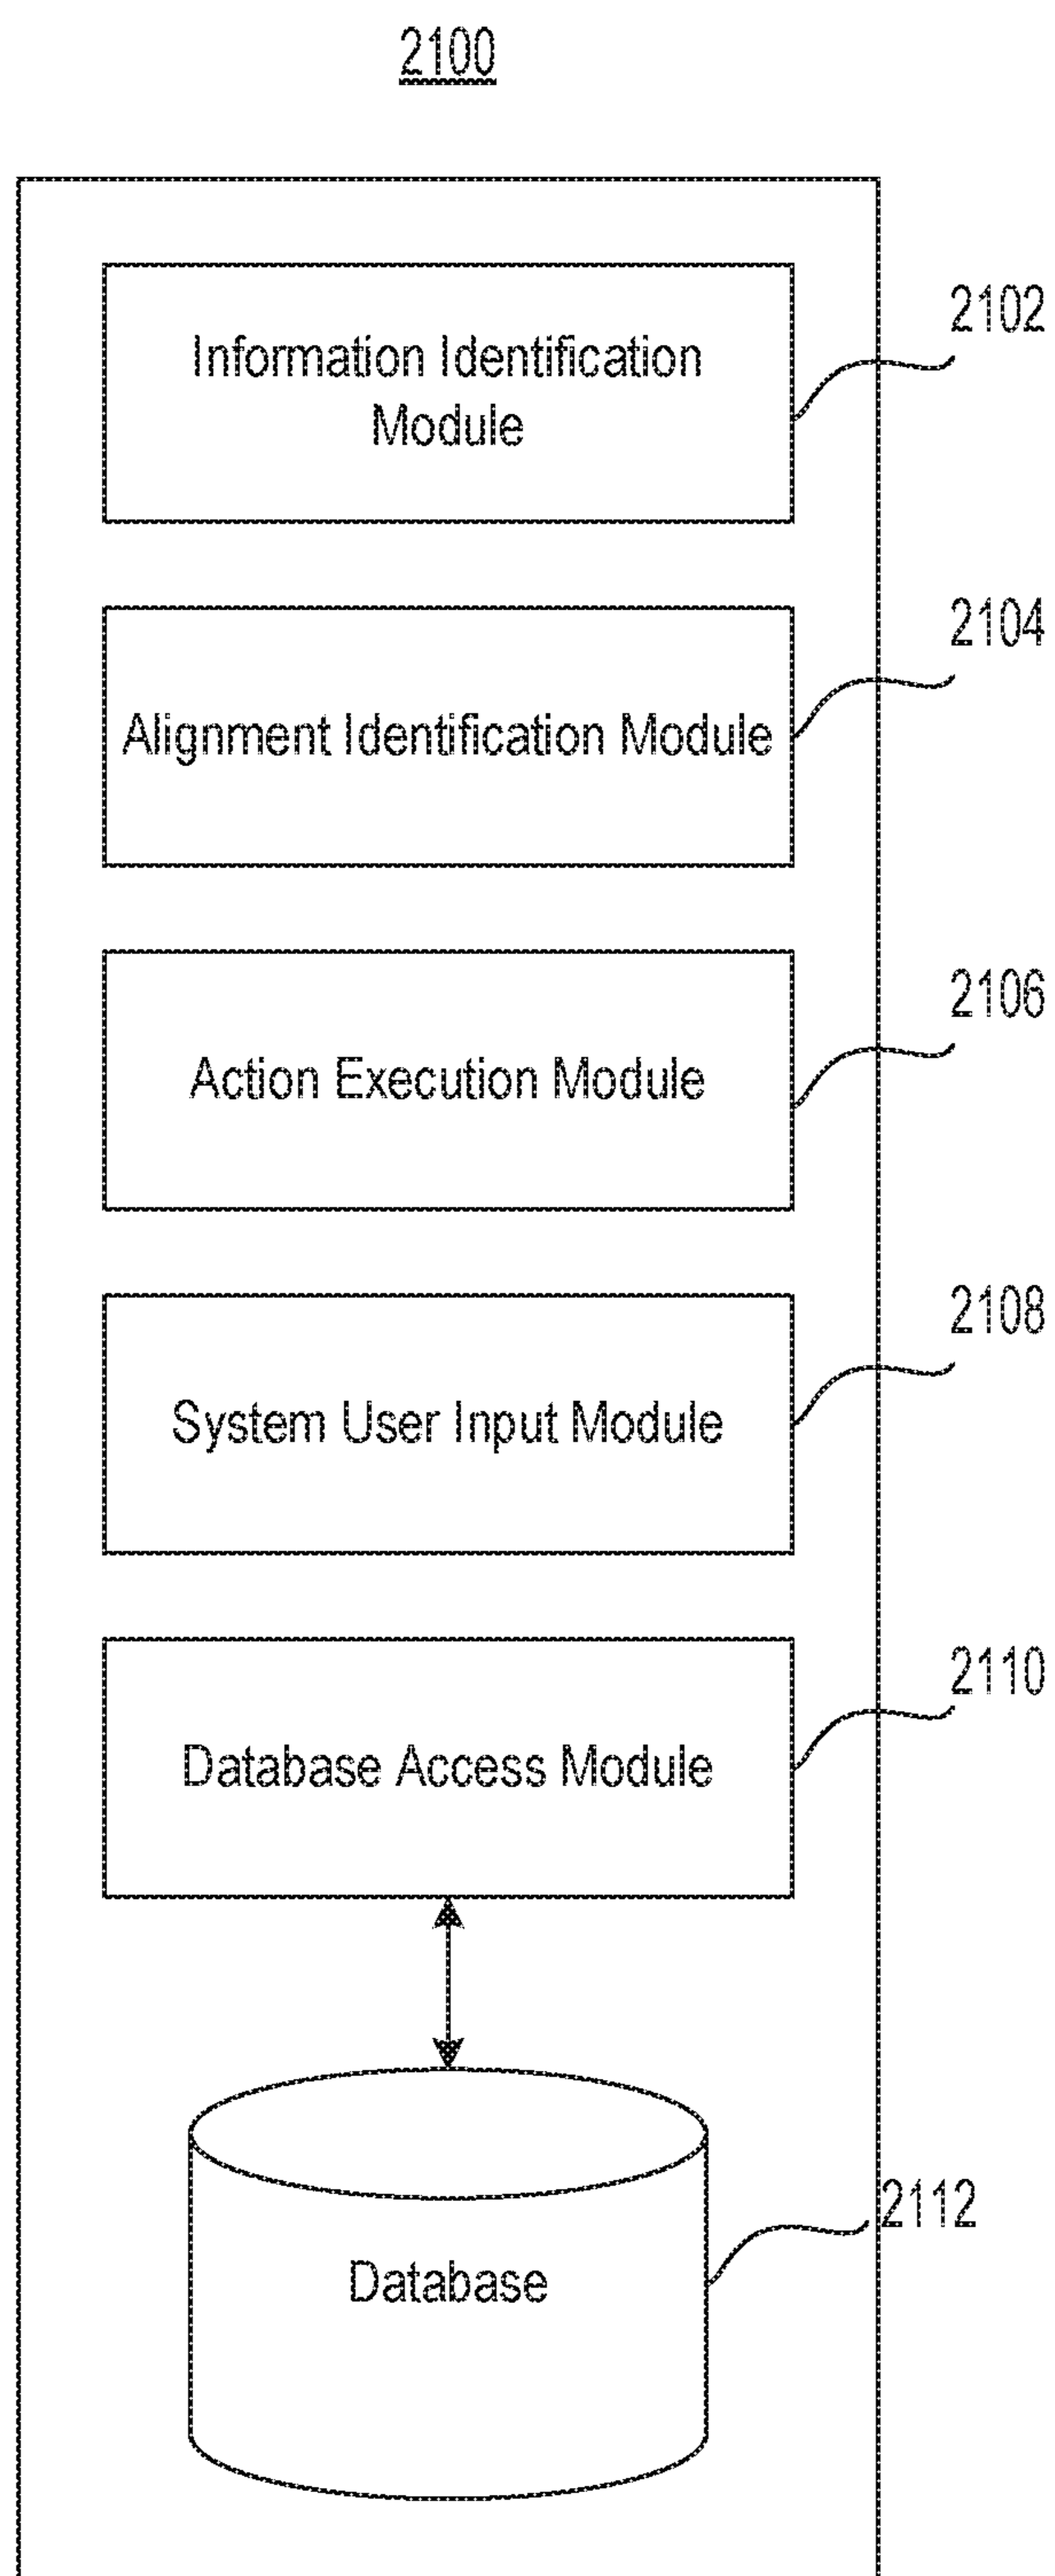 2100
Information Identification
Module
2102
Alignment Identification Module
2104
Action Execution Module
2106
System User Input Module
2108
Database Access Module
2110
Database
2112